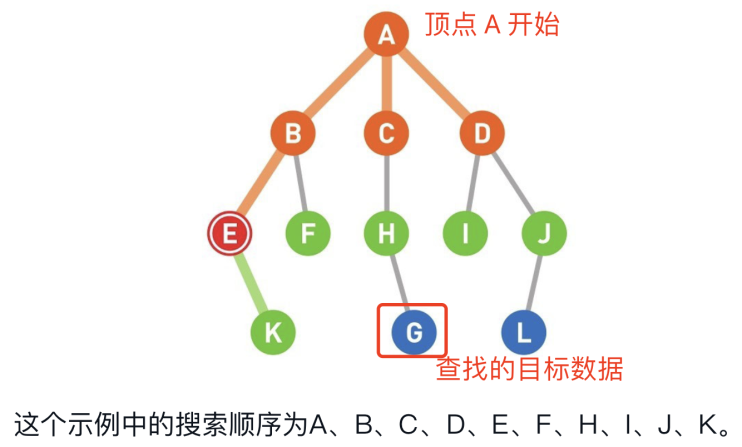 A 顶点 A 开始
B C D
E F H I J
K G L
查找的目标数据
这个示例中的搜索顺序为A、B、C、D、E、F、H、I、J、K。